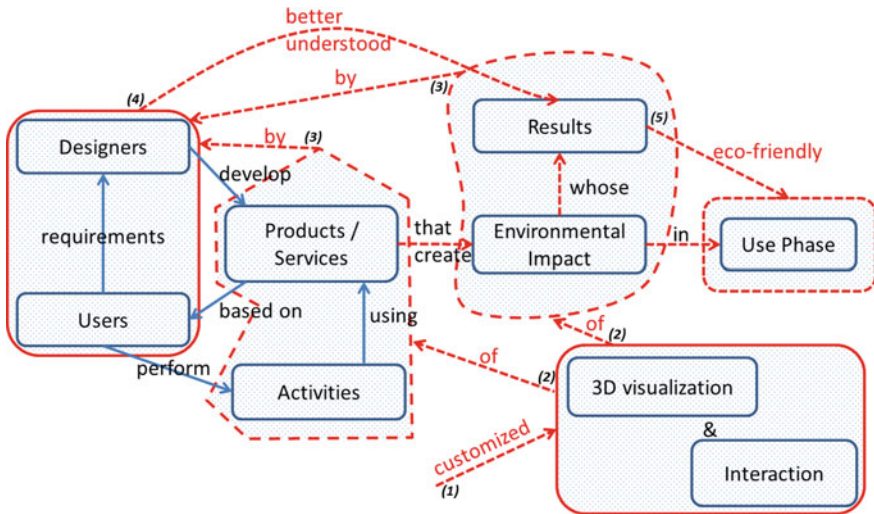 better
understood
by
(4)
(3)
by
(3)
Designers
develop
requirements
Users
Products /
Services
based on
using
perform
Activities
that
create
Results
(5)
eco-friendly
whose
Environmental
Impact
in
Use Phase
of
(2)
of
(2)
customized
(1)
3D visualization
&
Interaction